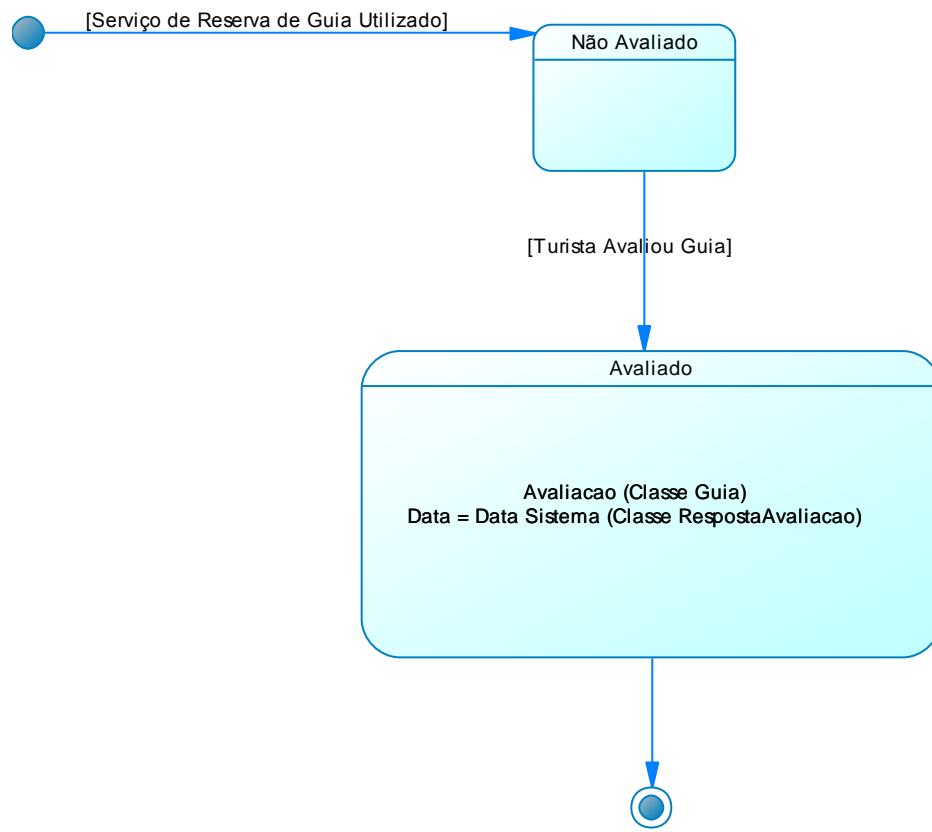 [Serviço de Reserva de Guia Utilizado]
Não Avaliado
[Turista Avaliou Guia]
Avaliado
Avaliacao (Classe Guia)
Data = Data Sistema (Classe RespostaAvaliacao)